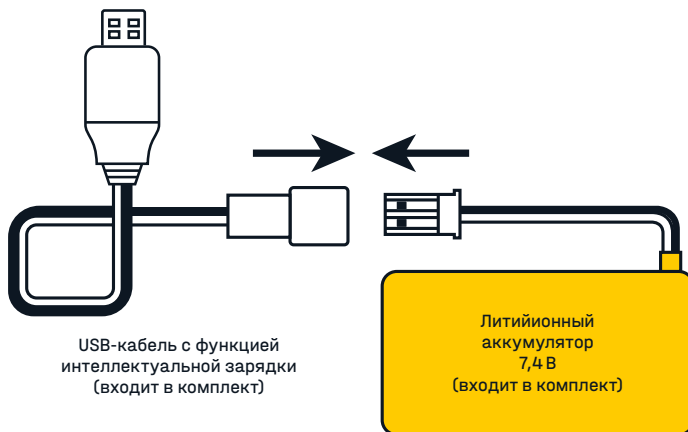 USB-кабель с функцией
интеллектуальной зарядки
(входит в комплект)
Литийионный
аккумулятор
7,4 В
(входит в комплект)